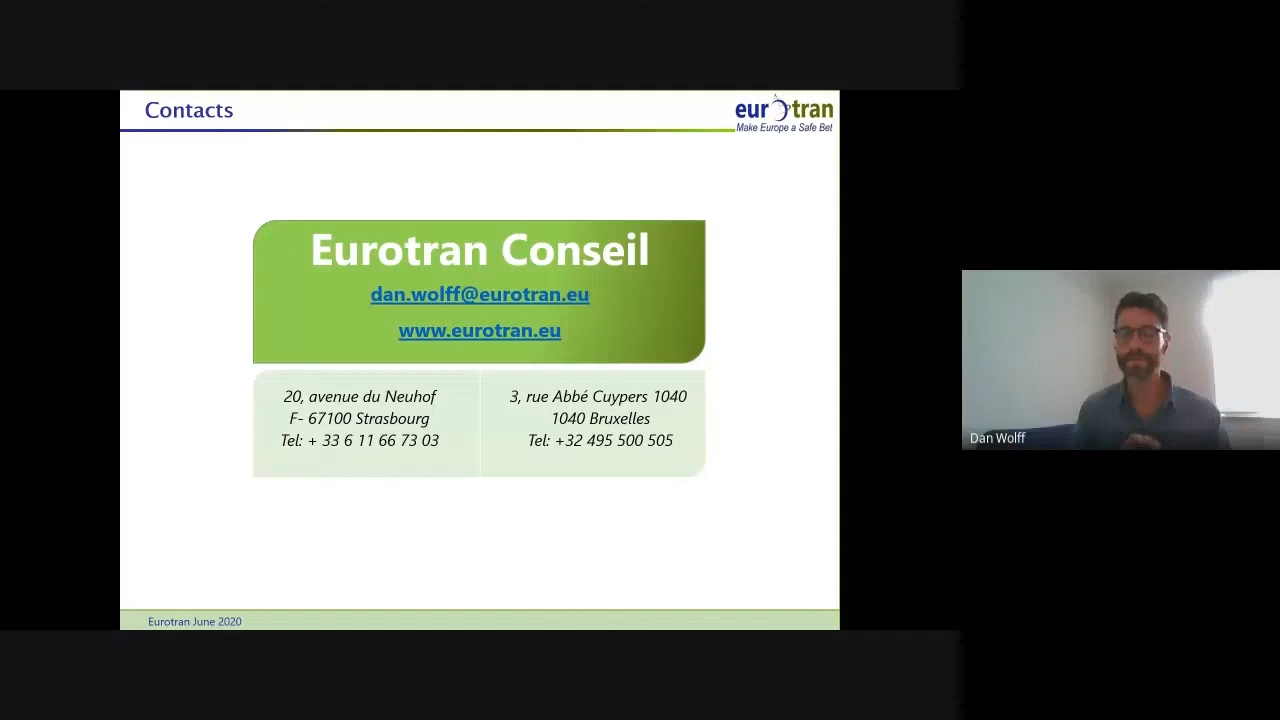 Contacts
eurotran
Make Europe a Safe Bet
Eurotran Conseil
dan.wolff@eurotran.eu
www.eurotran.eu
20, avenue du Neuhof
F- 67100 Strasbourg
Tel: + 33 6 11 66 73 03
3, rue Abbé Cuypers 1040
1040 Bruxelles
Tel: +32 495 500 505
Dan Wolff
Eurotran June 2020